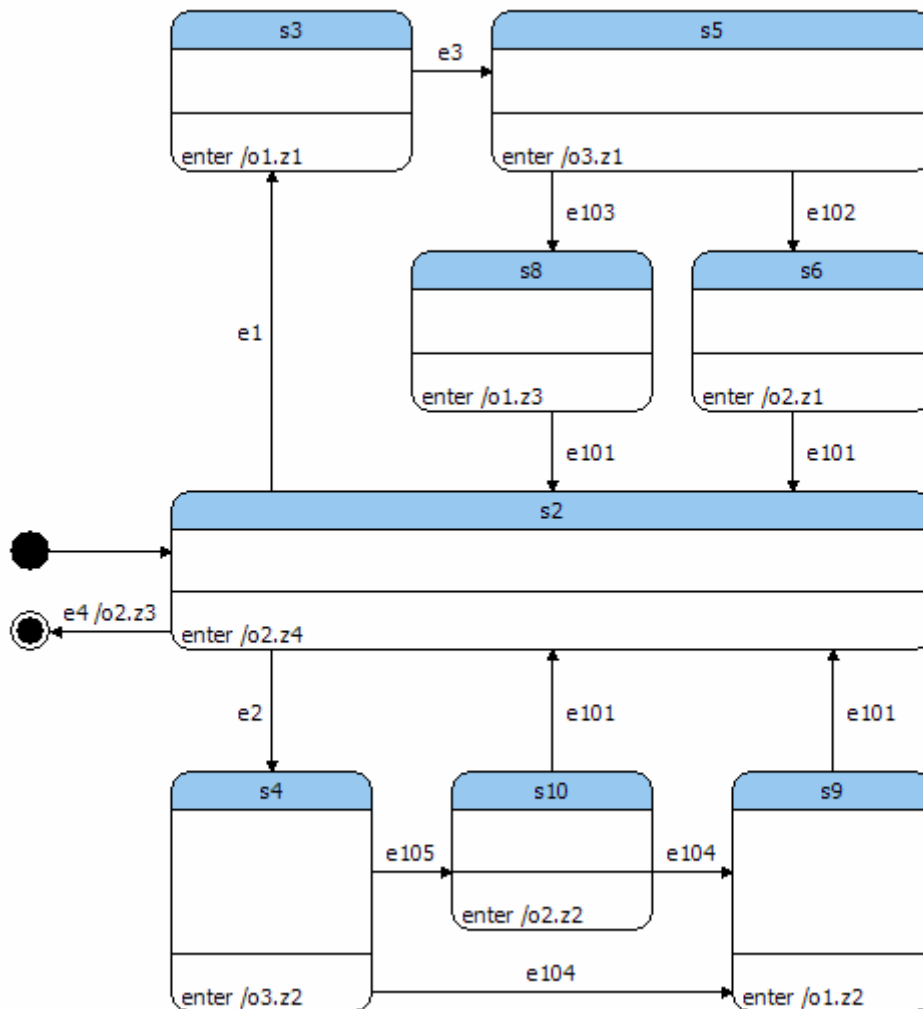 s3
s5
e3
enter /o1.z1
enter /o3.z1
e103
e102
s8
s6
e1
enter /o1.z3
enter /o2.z1
e101
e101
s2
e4 /o2.z3
enter /o2.z4
e2
e101
e101
s4
s10
s9
e105
e104
enter /o2.z2
e104
enter /o3.z2
enter /o1.z2